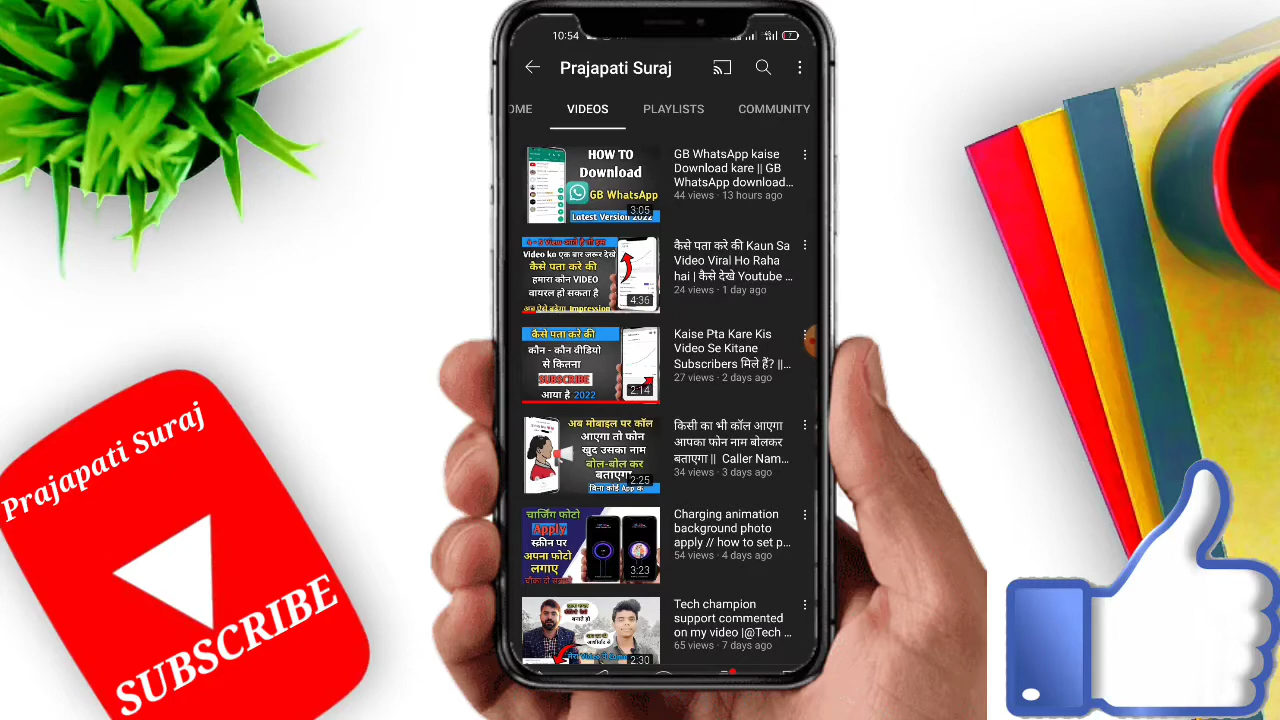 10:54
7
Prajapati Suraj
OME VIDEOS PLAYLISTS COMMUNITY
HOW TO
Download
GB WhatsApp
Latest Version 2022
3:05
GB WhatsApp kaise
Download kare || GB
WhatsApp download...
44 views · 13 hours ago
Video ko एक बार जरूर देखे
कैसे पता करे की
हमारा कौन VIDEO
वायरल हो सकता है
4:36
कैसे पता करे की Kaun Sa
Video Viral Ho Raha
hai | कैसे देखे Youtube ...
24 views · 1 day ago
कैसे पता करे की
कौन - कौन वीडियो
से कितना
SUBSCRIBE
आया है 2022
2:14
Kaise Pta Kare Kis
Video Se Kitane
Subscribers मिले हैं? ||...
27 views · 2 days ago
अब मोबाइल पर कॉल
आएगा तो फोन
खुद उसका नाम
बोल-बोल कर
बताएगा
बिना कोई App के
2:25
किसी का भी कॉल आएगा
आपका फोन नाम बोलकर
बताएगा || Caller Nam...
34 views · 3 days ago
चार्जिंग फोटो
Apply
स्क्रीन पर
अपना फोटो
लगाए
3:23
Charging animation
background photo
apply // how to set p...
54 views · 4 days ago
2:30
Tech champion
support commented
on my video |@Tech ...
65 views · 7 days ago
Prajapati Suraj
SUBSCRIBE